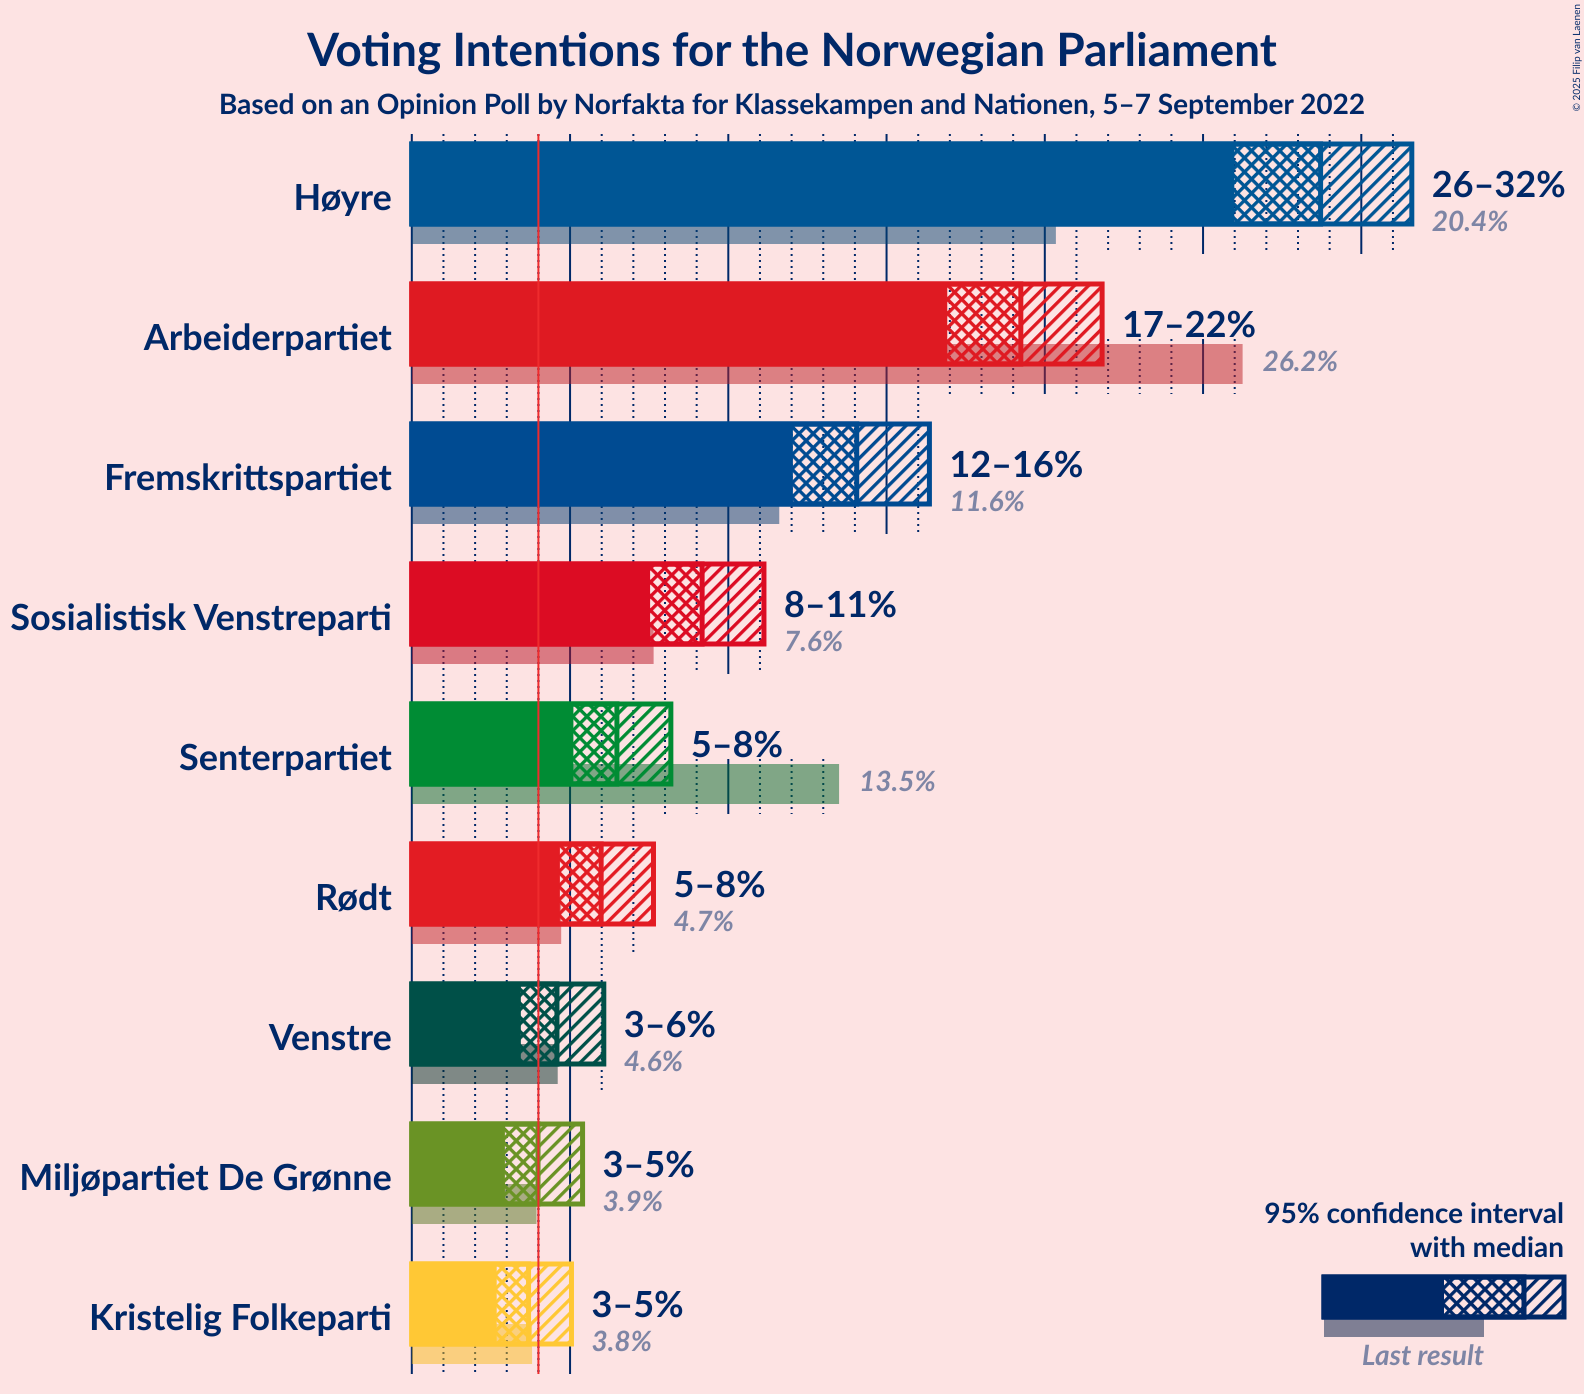 © 2025 Filip van Laenen
Voting Intentions for the Norwegian Parliament
Based on an Opinion Poll by Norfakta for Klassekampen and Nationen, 5–7 September 2022
Høyre
26–32%
20.4%
Arbeiderpartiet
17–22%
26.2%
Fremskrittspartiet
12–16%
11.6%
Sosialistisk Venstreparti
8–11%
7.6%
Senterpartiet
5–8%
13.5%
Rødt
5–8%
4.7%
Venstre
3–6%
4.6%
Miljøpartiet De Grønne
3–5%
3.9%
Kristelig Folkeparti
3–5%
3.8%
95% confidence interval
with median
Last result